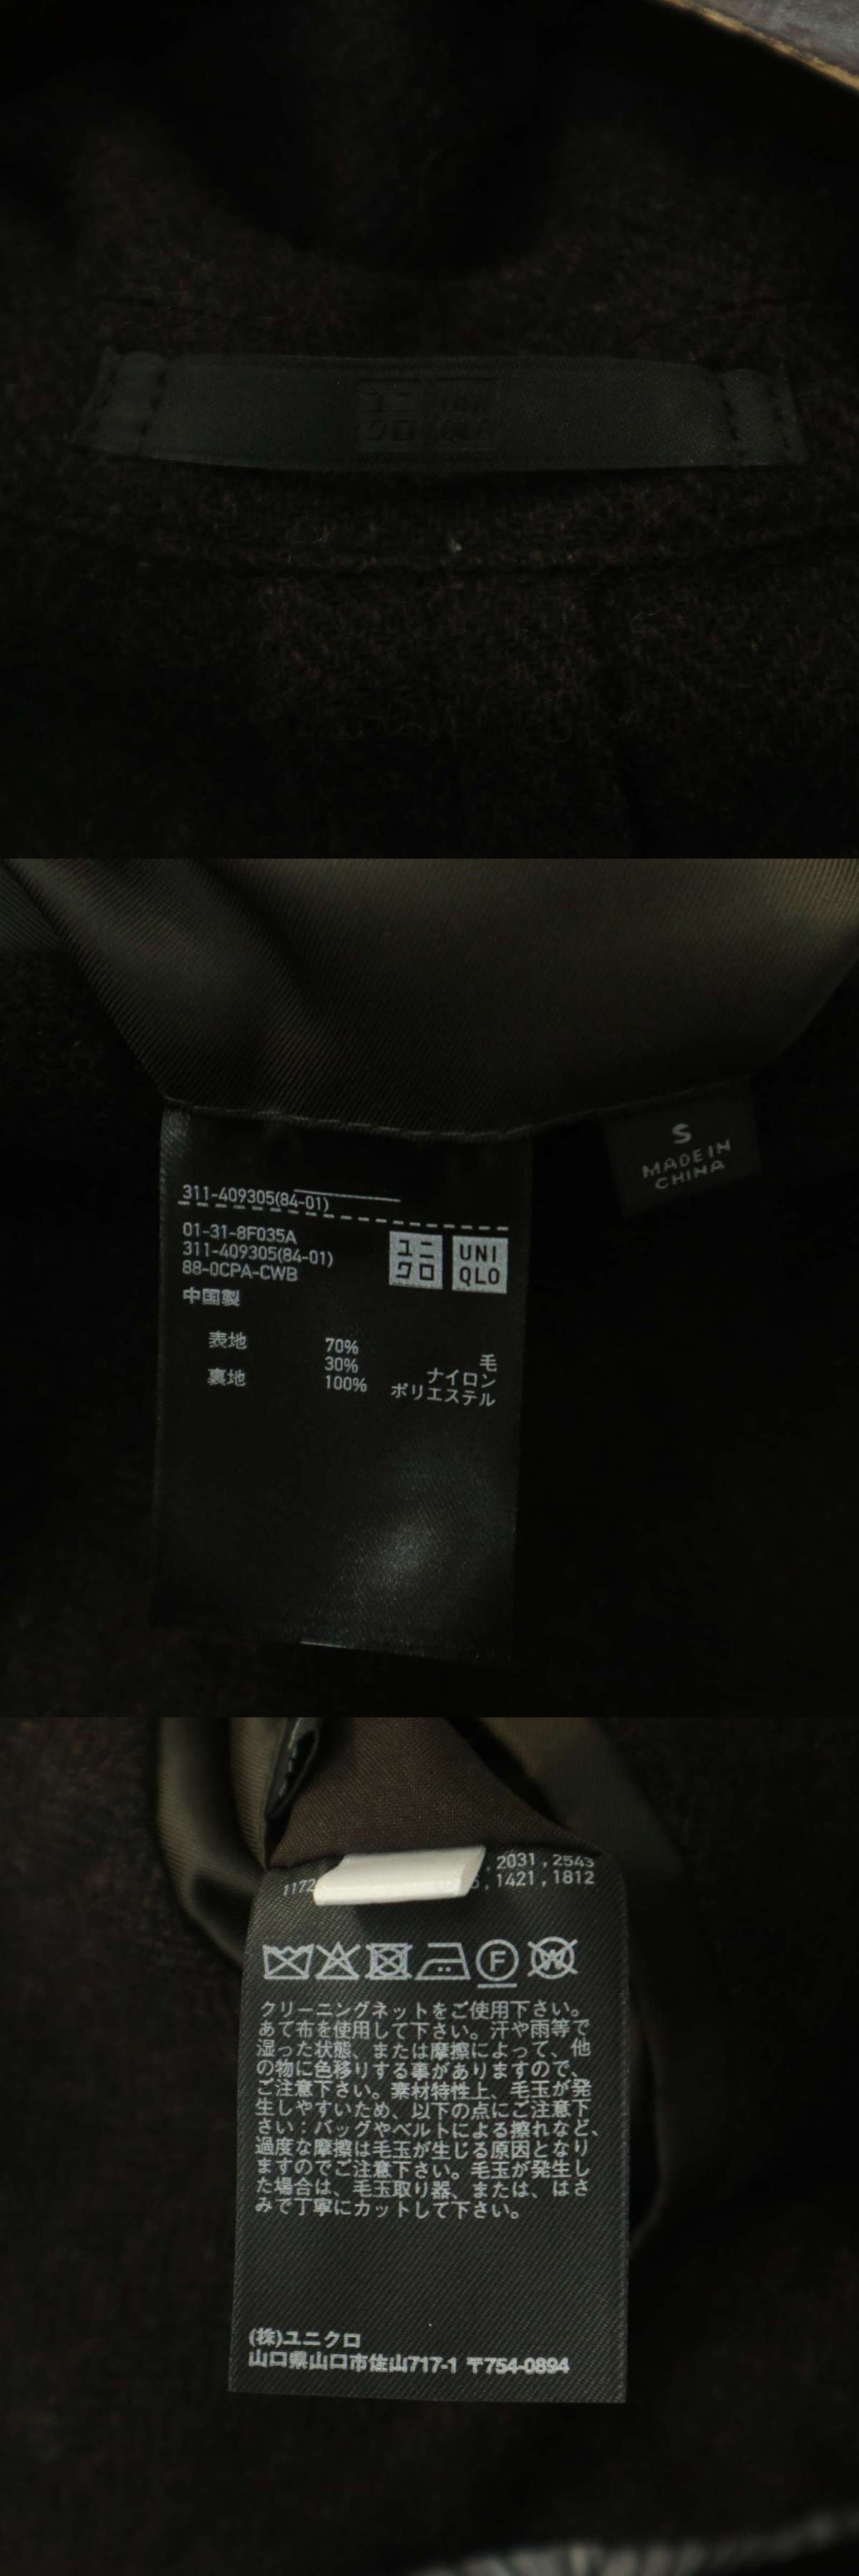 ユニ UNI
クロ QLO
311-409305(84-01)
01-31-8F035A
311-409305(84-01)
88-0CPA-CWB
ユニ UNI
クロ QLO
中国製
表地 70% 毛
30% ナイロン
裏地 100% ポリエステル
S
MADE IN
CHINA
, 2031 , 2543
1172
, 1421 , 1812
F
W
クリーニングネットをご使用下さい。
あて布を使用して下さい。汗や雨等で
湿った状態、または摩擦によって、他
の物に色移りする事がありますので、
ご注意下さい。素材特性上、毛玉が発
生しやすいため、以下の点にご注意下
さい:バッグやベルトによる擦れなど、
過度な摩擦は毛玉が生じる原因となり
ますのでご注意下さい。毛玉が発生し
た場合は、毛玉取り器、または、はさ
みで丁寧にカットして下さい。
(株)ユニクロ
山口県山口市佐山717-1 〒754-0894